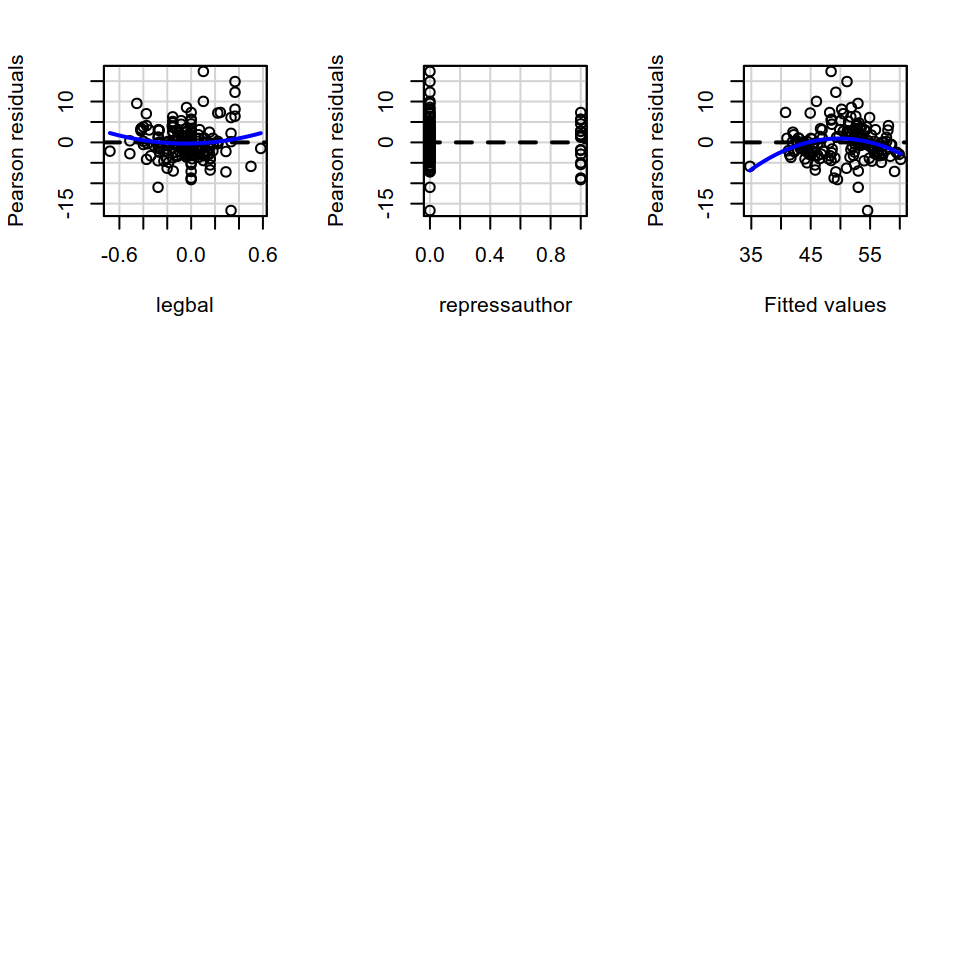 Pearson residuals
10
0
-15
-0.6 0.0 0.6
legbal
Pearson residuals
10
0
-15
0.0 0.4 0.8
repressauthor
Pearson residuals
10
0
-15
35 45 55
Fitted values